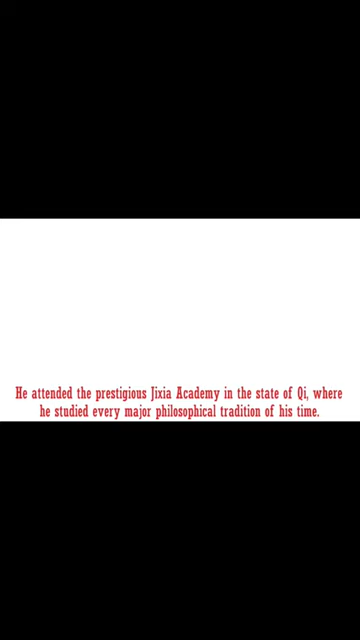 He attended the prestigious Jixia Academy in the state of Qi, where
he studied every major philosophical tradition of his time.